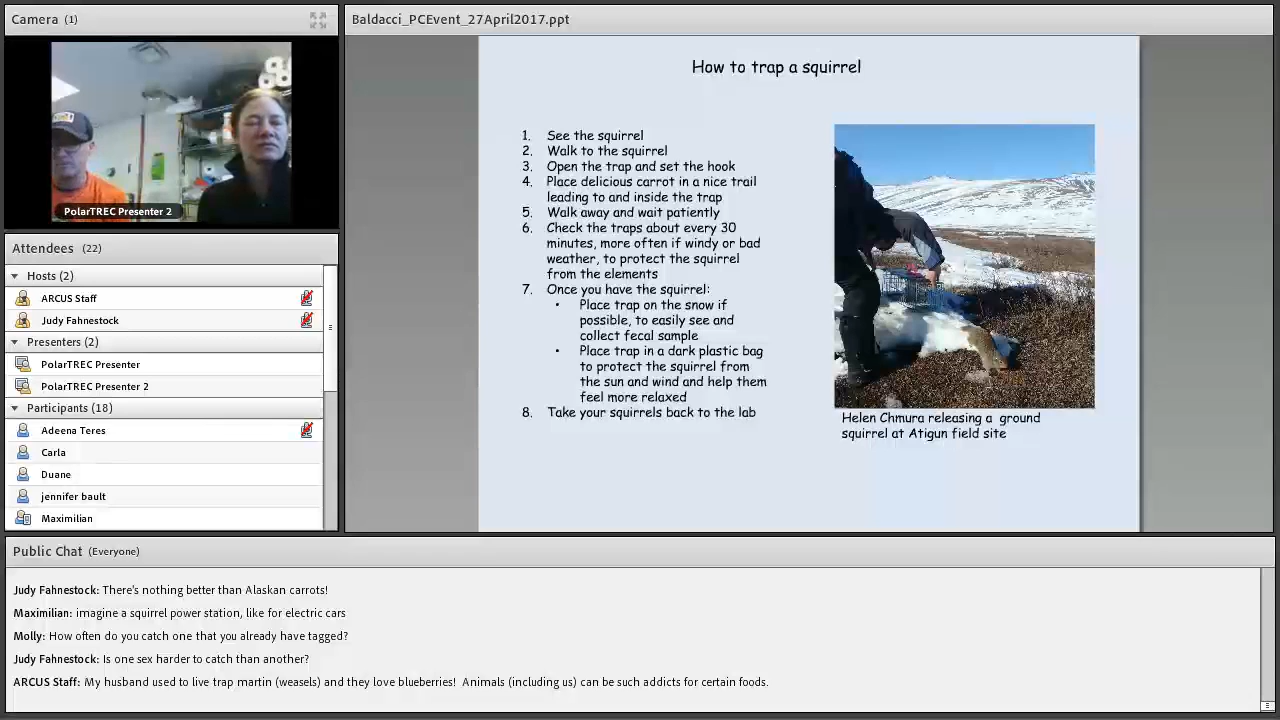 Camera (1)
PolarTREC Presenter 2
Attendees (22)
Hosts (2)
ARCUS Staff
Judy Fahnestock
Presenters (2)
PolarTREC Presenter
PolarTREC Presenter 2
Participants (18)
Adeena Teres
Carla
Duane
jennifer bault
Maximilian
Baldacci_PCEvent_27April2017.ppt
How to trap a squirrel
1. See the squirrel
2. Walk to the squirrel
3. Open the trap and set the hook
4. Place delicious carrot in a nice trail
leading to and inside the trap
5. Walk away and wait patiently
6. Check the traps about every 30
minutes, more often if windy or bad
weather, to protect the squirrel
from the elements
7. Once you have the squirrel:
• Place trap on the snow if
possible, to easily see and
collect fecal sample
• Place trap in a dark plastic bag
to protect the squirrel from
the sun and wind and help them
feel more relaxed
8. Take your squirrels back to the lab
Helen Chmura releasing a ground
squirrel at Atigun field site
Public Chat (Everyone)
Judy Fahnestock: There's nothing better than Alaskan carrots!
Maximilian: imagine a squirrel power station, like for electric cars
Molly: How often do you catch one that you already have tagged?
Judy Fahnestock: Is one sex harder to catch than another?
ARCUS Staff: My husband used to live trap martin (weasels) and they love blueberries! Animals (including us) can be such addicts for certain foods.